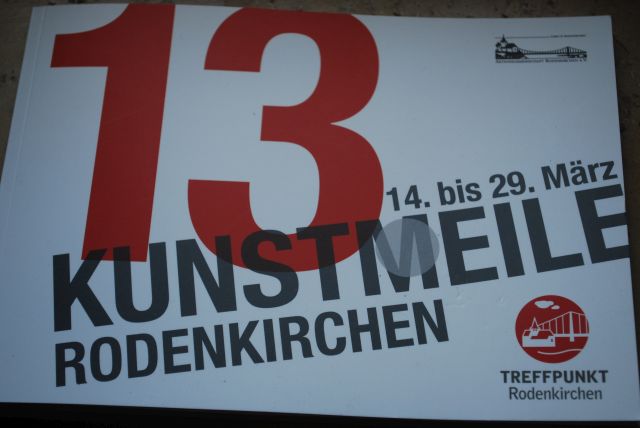 13
14. bis 29. März
KUNSTMEILE
RODENKIRCHEN
TREFFPUNKT
Rodenkirchen